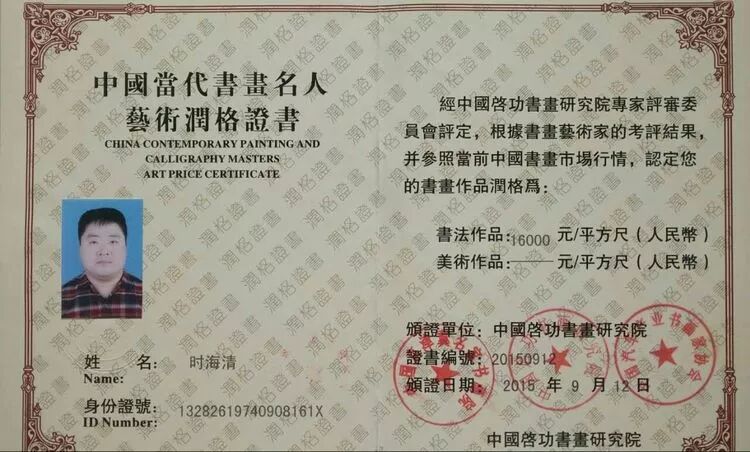 中國當代書畫名人
藝術潤格證書
CHINA CONTEMPORARY PAINTING AND
CALLIGRAPHY MASTERS
ART PRICE CERTIFICATE
姓 名: 时海清
Name:
身份證號: 13282619740908161X
ID Number:
經中國啓功書畫研究院專家評審委
員會評定，根據書畫藝術家的考評結果，
并參照當前中國書畫市場行情，認定您
的書畫作品潤格爲：
書法作品:16000 元/平方尺（人民幣）
美術作品:—— 元/平方尺（人民幣）
頒證單位: 中國啓功書畫研究院
證書編號: 20150912
頒證日期: 2015 年 9 月 12 日
中國啓功書畫研究院